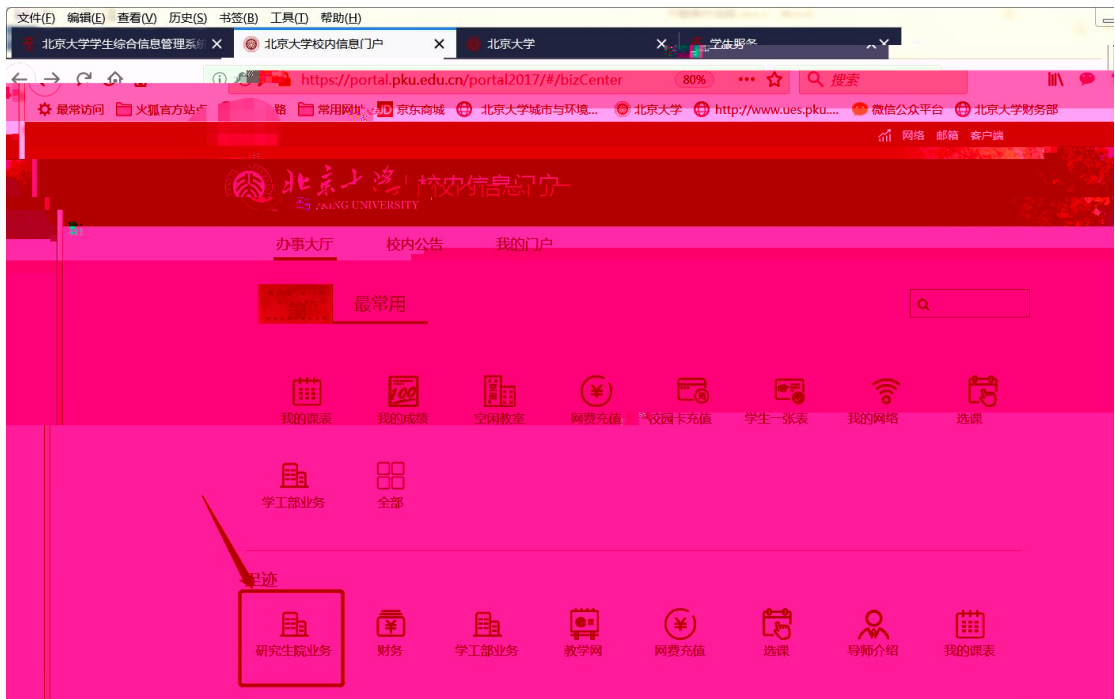 文件(F) 编辑(E) 查看(V) 历史(S) 书签(B) 工具(T) 帮助(H)
北京大学学生综合信息管理系统 北京大学校内信息门户 北京大学
https://portal.pku.edu.cn/portal2017/#/bizCenter 80% 搜索
最常访问 火狐官方站点 常用网址 京东商城 北京大学城市与环境... 北京大学 http://www.ues.pku.... 微信公众平台 北京大学财务部
网络 邮箱 客户端
北京大学 校内信息门户
UNIVERSITY
办事大厅 校内公告 我的门户
最常用
我的课表 我的成绩 空闲教室 网费充值 校园卡充值 学生一张表 我的网络 选课
学工部业务 全部
足迹
研究生院业务 财务 学工部业务 教学网 网费充值 选课 导师介绍 我的课表